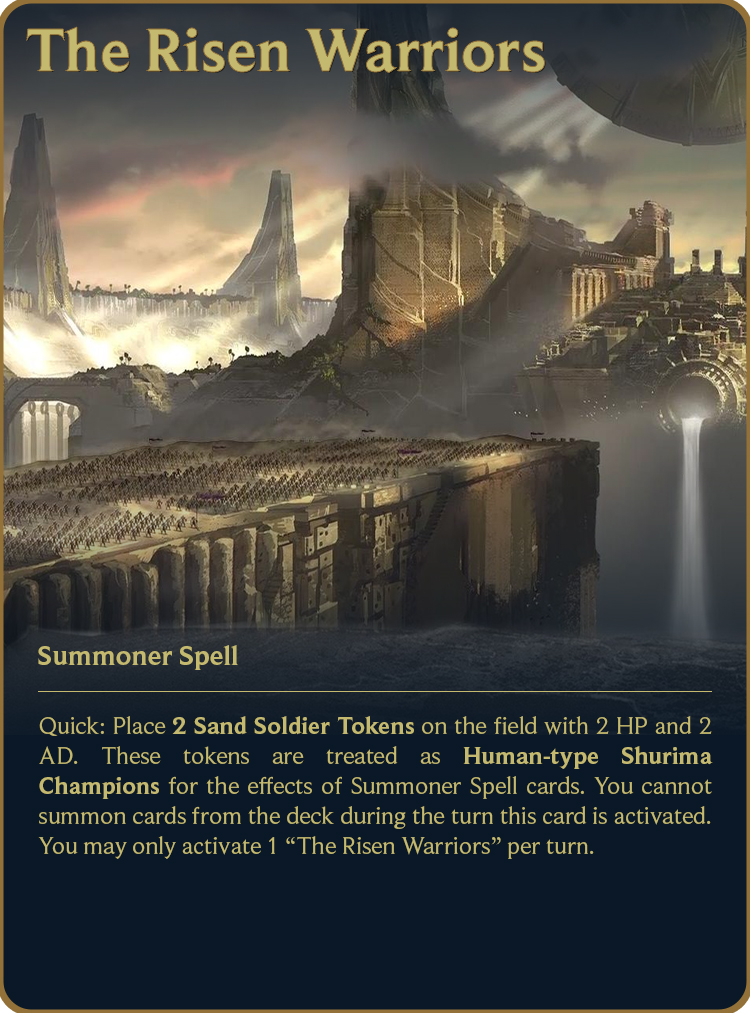 The Risen Warriors
Summoner Spell
Quick: Place 2 Sand Soldier Tokens on the field with 2 HP and 2
AD. These tokens are treated as Human-type Shurima
Champions for the effects of Summoner Spell cards. You cannot
summon cards from the deck during the turn this card is activated.
You may only activate 1 “The Risen Warriors” per turn.